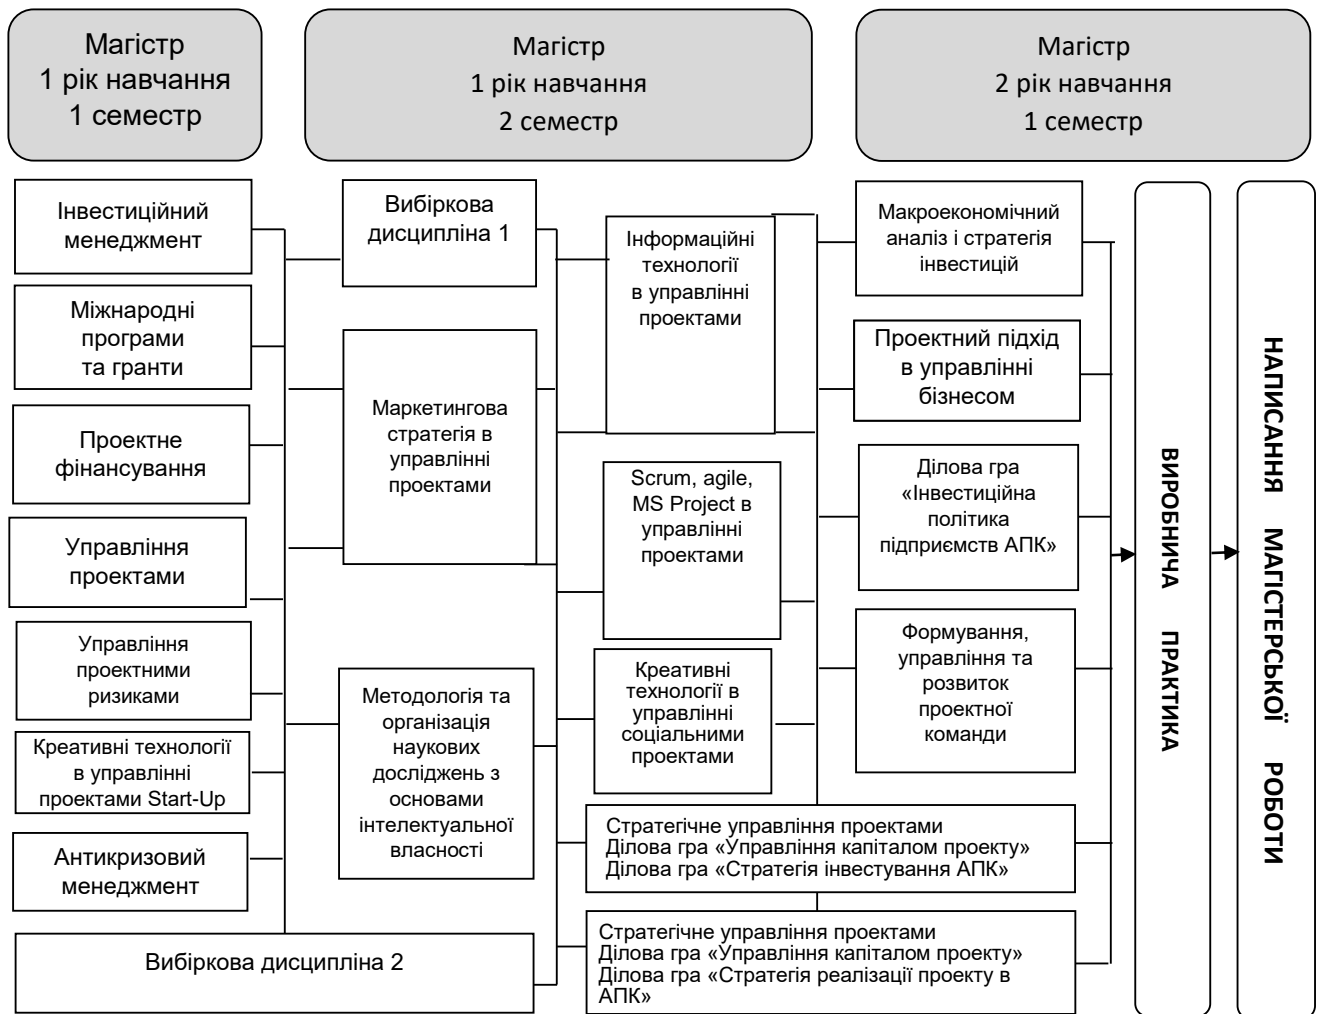 Магістр
1 рік навчання
1 семестр
Магістр
1 рік навчання
2 семестр
Магістр
2 рік навчання
1 семестр
Інвестиційний
менеджмент
Міжнародні
програми
та гранти
Проектне
фінансування
Управління
проектами
Управління
проектними
ризиками
Креативні технології
в управлінні
проектами Start-Up
Антикризовий
менеджмент
Вибіркова дисципліна 2
Вибіркова
дисципліна 1
Маркетингова
стратегія в
управлінні
проектами
Методологія та
організація
наукових
досліджень з
основами
інтелектуальної
власності
Інформаційні
технології
в управлінні
проектами
Scrum, agile,
MS Project в
управлінні
проектами
Креативні
технології в
управлінні
соціальними
проектами
Стратегічне управління проектами
Ділова гра «Управління капіталом проекту»
Ділова гра «Стратегія інвестування АПК»
Стратегічне управління проектами
Ділова гра «Управління капіталом проекту»
Ділова гра «Стратегія реалізації проекту в
АПК»
Макроекономічний
аналіз і стратегія
інвестицій
Проектний підхід
в управлінні
бізнесом
Ділова гра
«Інвестиційна
політика
підприємств АПК»
Формування,
управління та
розвиток
проектної
команди
ВИРОБНИЧА ПРАКТИКА
НАПИСАННЯ МАГІСТЕРСЬКОЇ РОБОТИ